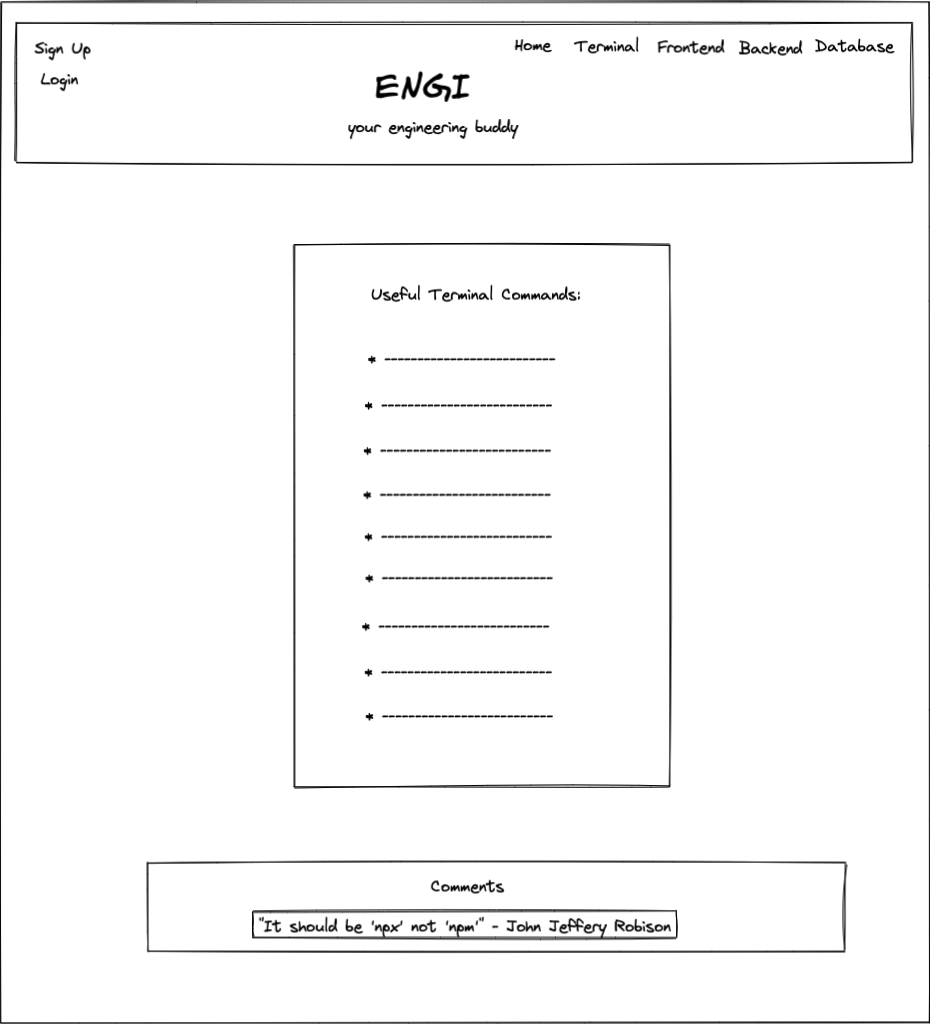 Sign Up
Login
Home Terminal Frontend Backend Database
ENGI
your engineering buddy
Useful Terminal Commands:
* ---------------------------
* ---------------------------
* ---------------------------
* ---------------------------
* ---------------------------
* ---------------------------
* ---------------------------
* ---------------------------
* ---------------------------
Comments
"It should be 'npx' not 'npm'" - John Jeffery Robison